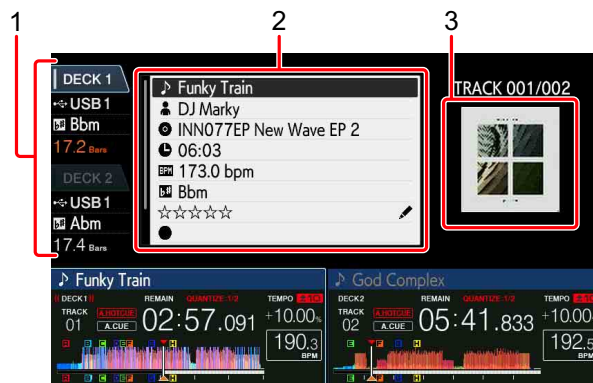 1
2
3
DECK 1
USB 1
Bbm
17.2 Bars
DECK 2
USB 1
Abm
17.4 Bars
Funky Train
DJ Marky
INN077EP New Wave EP 2
06:03
BPM 173.0 bpm
Bbm
TRACK 001/002
Funky Train
DECK1
REMAIN
QUANTIZE:1/2
TEMPO ±10
TRACK
01
A.HOTCUE
A.CUE
02:57.091
+10.00%
190.3
BPM
B D C D E F B D H
God Complex
DECK2
REMAIN
QUANTIZE:1/2
TEMPO ±10
TRACK
02
A.HOTCUE
A.CUE
05:41.833
+10.00
192.5
BPM